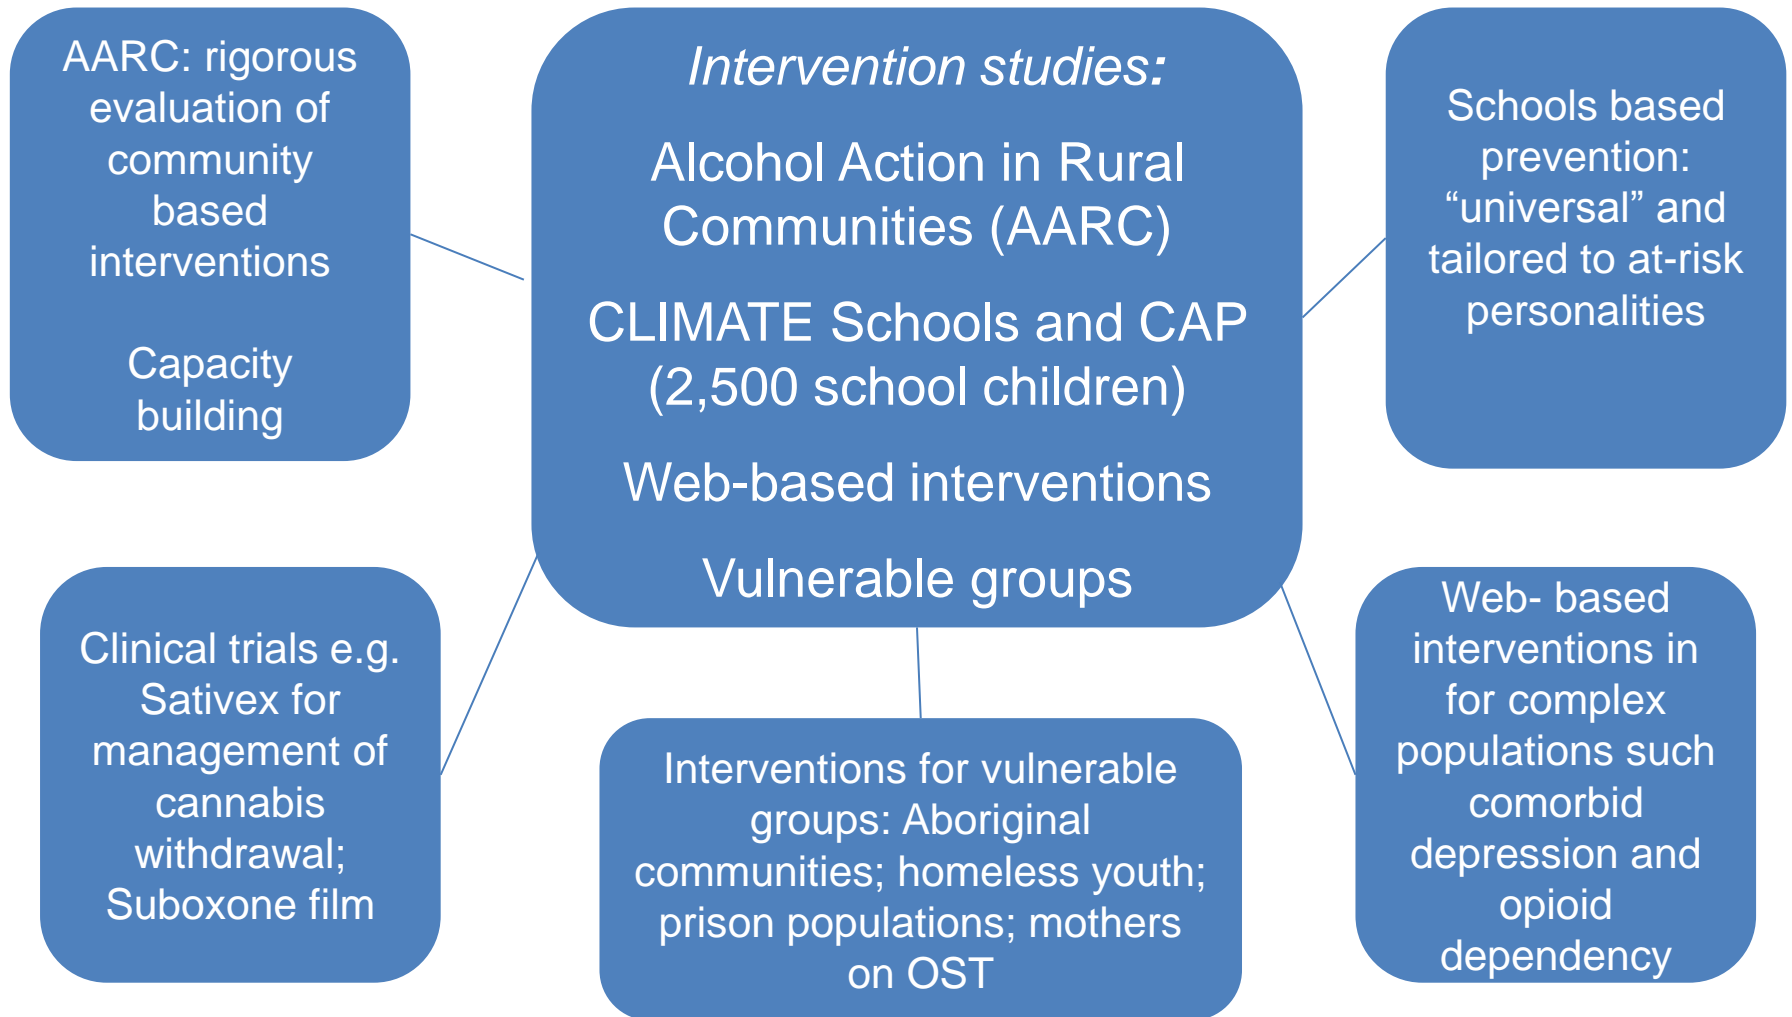 AARC: rigorous
evaluation of
community
based
interventions
Capacity
building
Intervention studies:
Alcohol Action in Rural
Communities (AARC)
CLIMATE Schools and CAP
(2,500 school children)
Web-based interventions
Vulnerable groups
Schools based
prevention:
“universal” and
tailored to at-risk
personalities
Clinical trials e.g.
Sativex for
management of
cannabis
withdrawal;
Suboxone film
Interventions for vulnerable
groups: Aboriginal
communities; homeless youth;
prison populations; mothers
on OST
Web- based
interventions in
for complex
populations such
comorbid
depression and
opioid
dependency